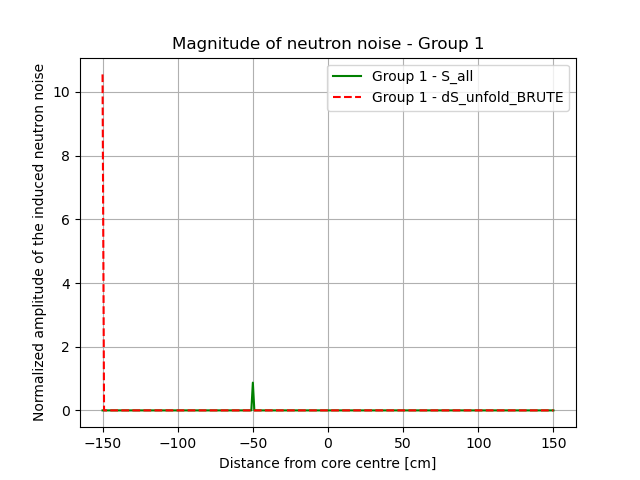 Magnitude of neutron noise - Group 1
Normalized amplitude of the induced neutron noise
10
8
6
4
2
0
Group 1 - S_all
Group 1 - dS_unfold_BRUTE
−150
−100
−50
0
50
100
150
Distance from core centre [cm]